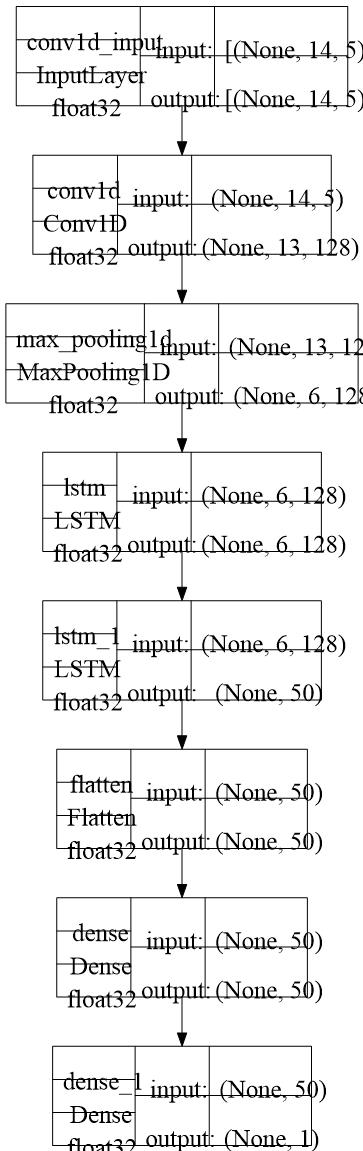 conv1d_input
InputLayer
float32
input: [(None, 14, 5)
output: [(None, 14, 5)
conv1d
Conv1D
float32
input: (None, 14, 5)
output: (None, 13, 128)
max_pooling1d
MaxPooling1D
float32
input: (None, 13, 12
output: (None, 6, 128
lstm
LSTM
float32
input: (None, 6, 128)
output: (None, 6, 128)
lstm_1
LSTM
float32
input: (None, 6, 128)
output: (None, 50)
flatten
Flatten
float32
input: (None, 50)
output: (None, 50)
dense
Dense
float32
input: (None, 50)
output: (None, 50)
dense_1
Dense
float32
input: (None, 50)
output: (None, 1)